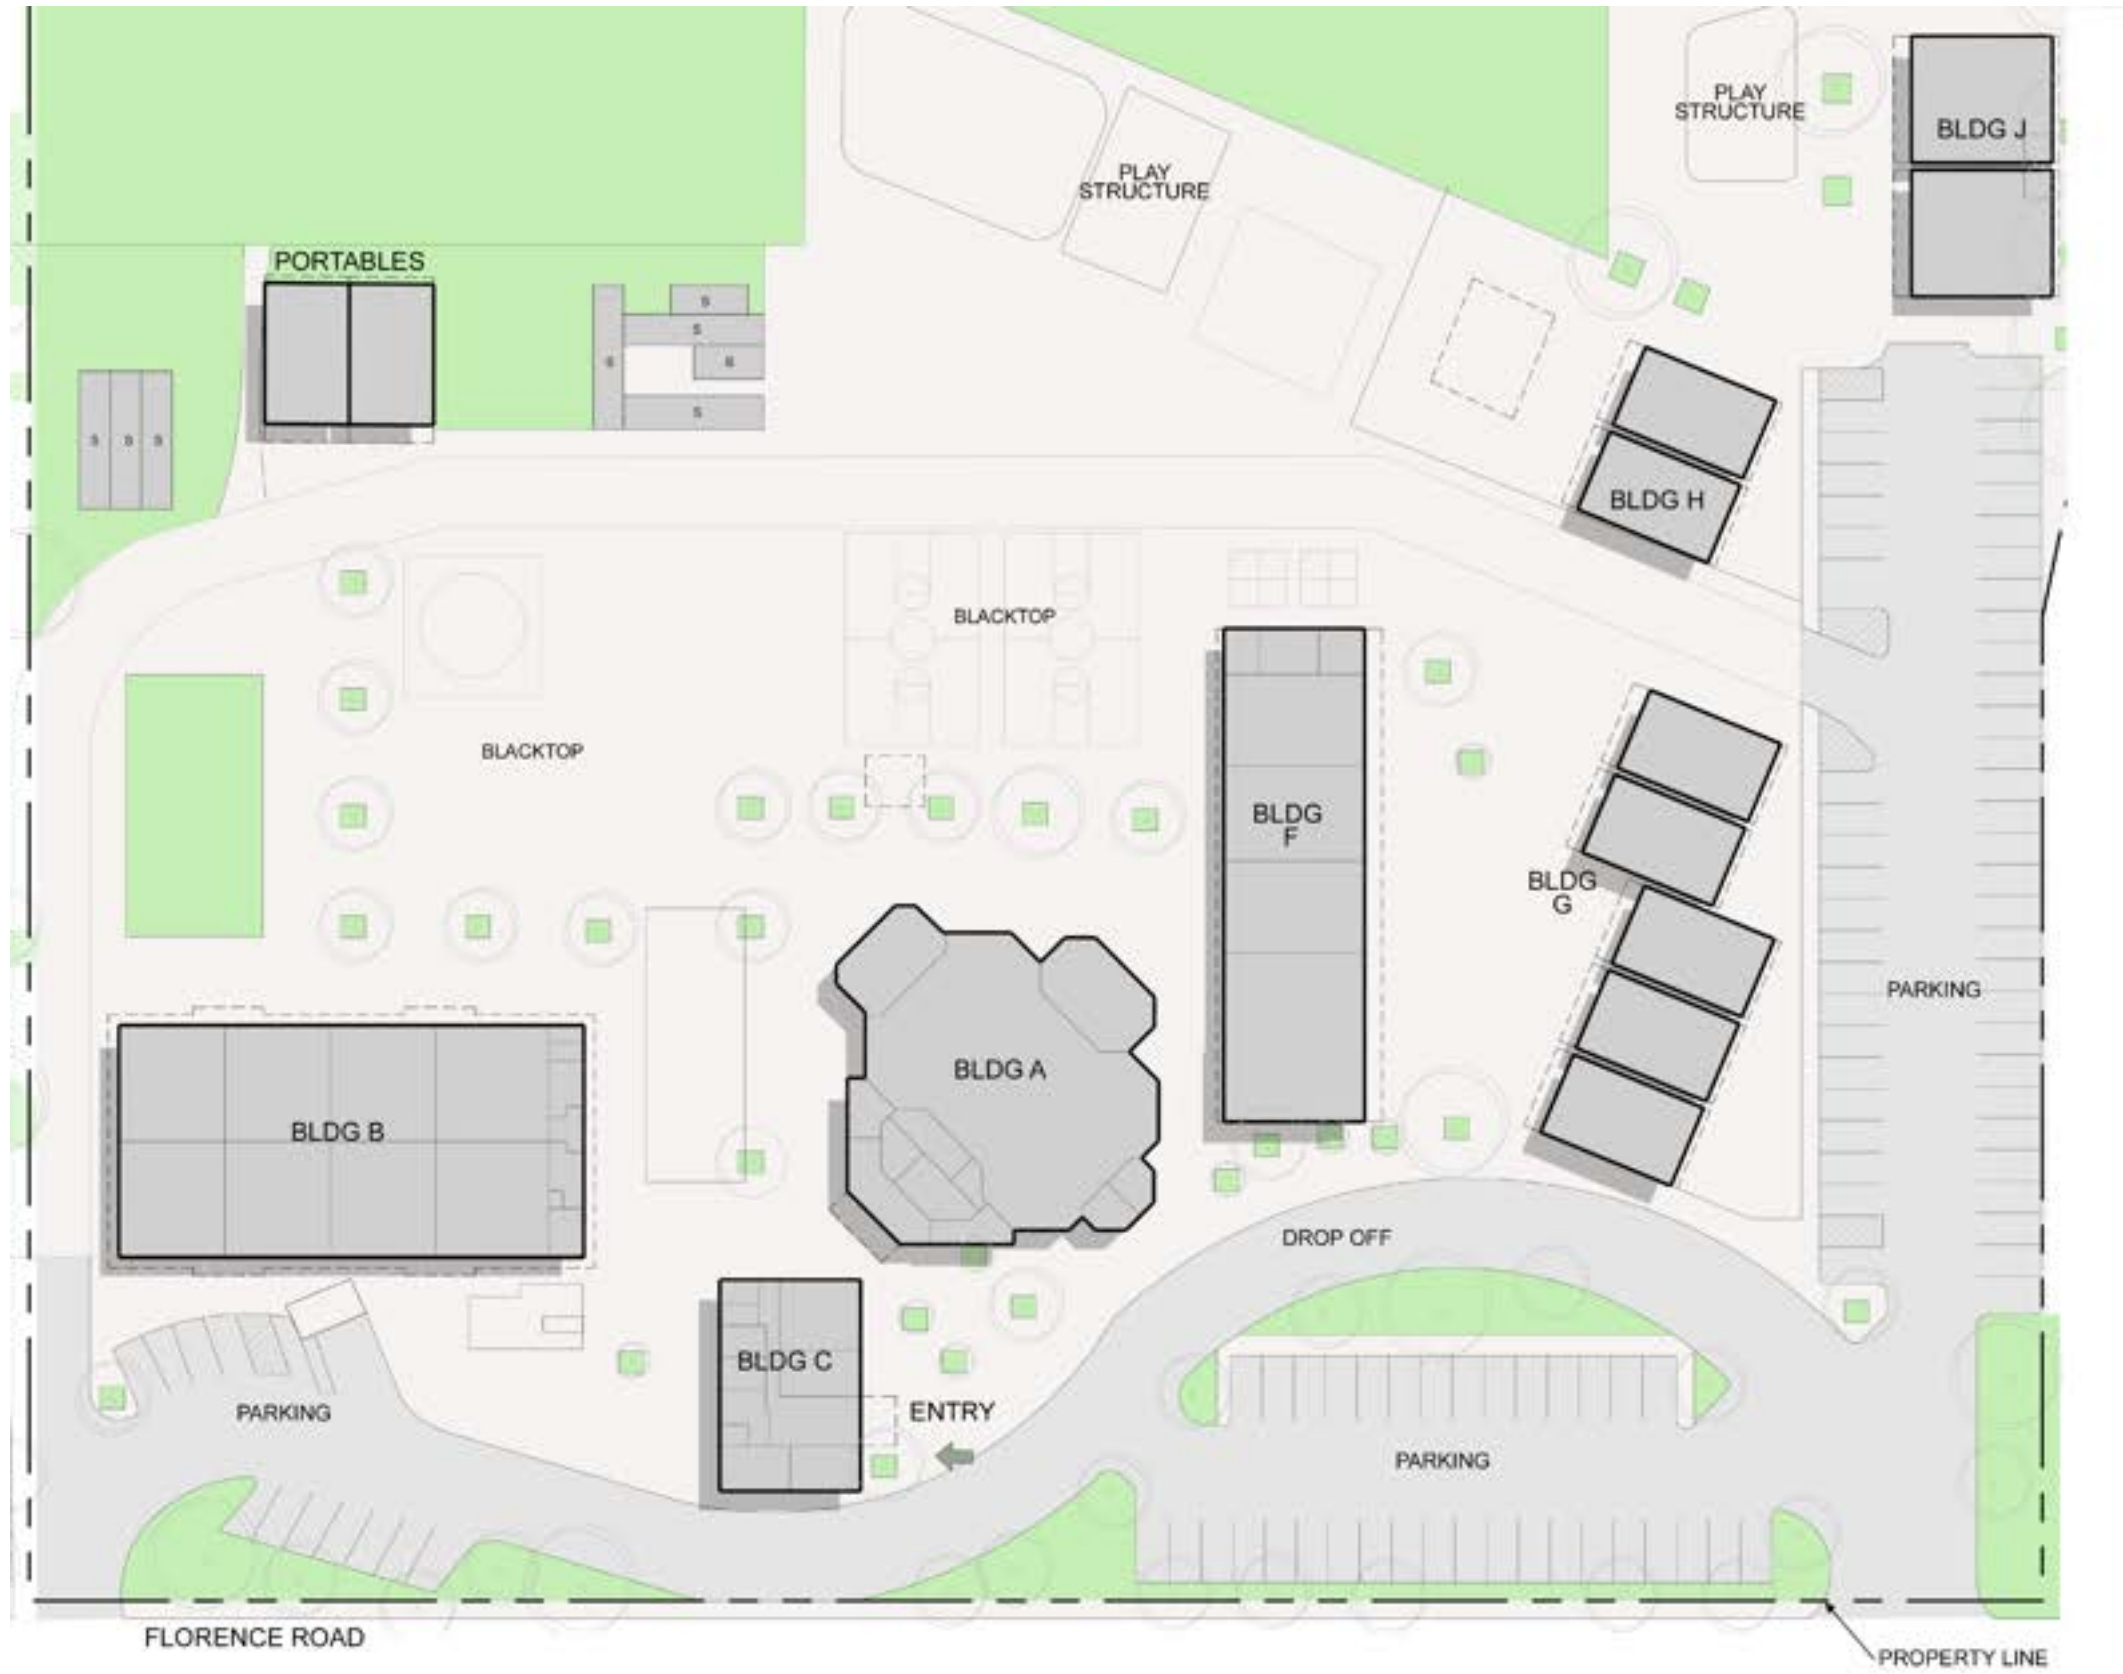 PLAY
STRUCTURE
BLDG J
PLAY
STRUCTURE
PORTABLES
S
S
S
S
S
S
S
BLDG H
BLACKTOP
BLACKTOP
BLDG
F
BLDG
G
PARKING
BLDG A
BLDG B
DROP OFF
BLDG C
ENTRY
PARKING
PARKING
FLORENCE ROAD
PROPERTY LINE